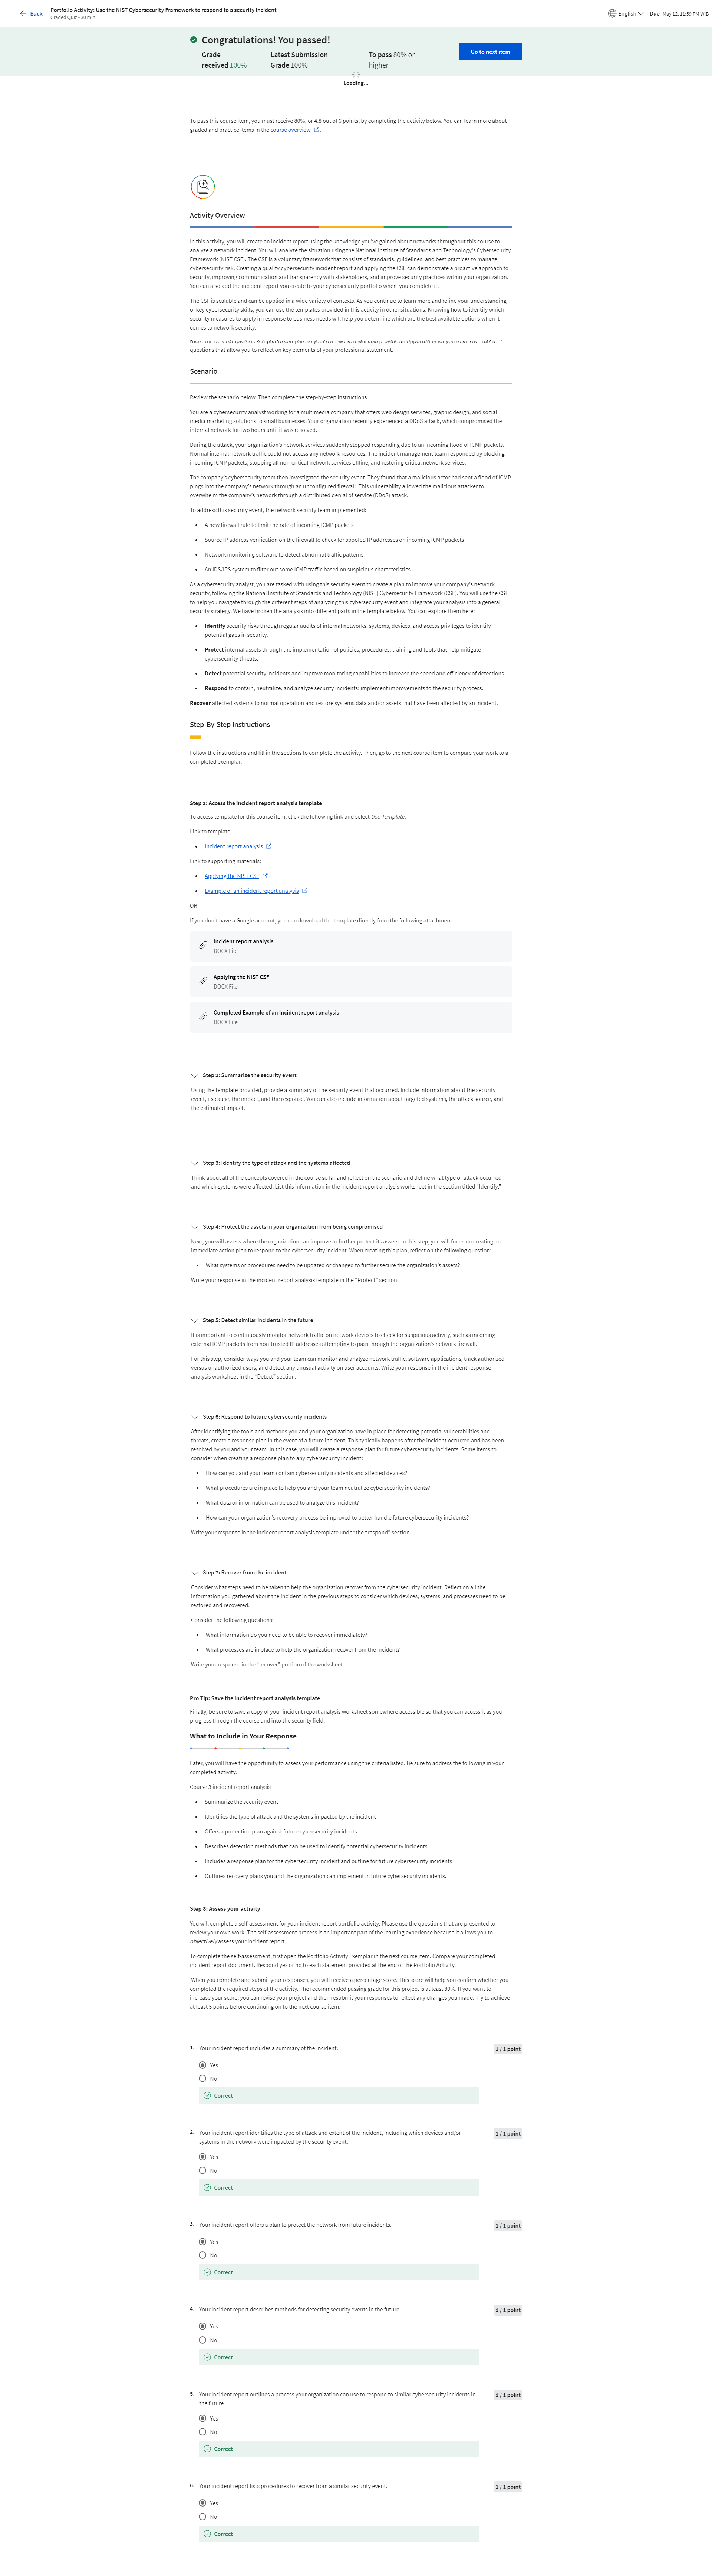 Back
Portfolio Activity: Use the NIST Cybersecurity Framework to respond to a security incident
Graded Quiz • 30 min
English
Due May 12, 11:59 PM WIB
Congratulations! You passed!
Grade received 100%
Latest Submission Grade 100%
To pass 80% or higher
Go to next item
Loading...
To pass this course item, you must receive 80%, or 4.8 out of 6 points, by completing the activity below. You can learn more about
graded and practice items in the course overview.
Activity Overview
In this activity, you will create an incident report using the knowledge you've gained about networks throughout this course to
analyze a network incident. You will analyze the situation using the National Institute of Standards and Technology's Cybersecurity
Framework (NIST CSF). The CSF is a voluntary framework that consists of standards, guidelines, and best practices to manage
cybersecurity risk. Creating a quality cybersecurity incident report and applying the CSF can demonstrate a proactive approach to
security, improving communication and transparency with stakeholders, and improve security practices within your organization.
You can also add the incident report you create to your cybersecurity portfolio when you complete it.
The CSF is scalable and can be applied in a wide variety of contexts. As you continue to learn more and refine your understanding
of key cybersecurity skills, you can use the templates provided in this activity in other situations. Knowing how to identify which
security measures to apply in response to business needs will help you determine which are the best available options when it
comes to network security.
there will be a completed exemplar to compare to your own work. It will also provide an opportunity for you to answer rubric
questions that allow you to reflect on key elements of your professional statement.
Scenario
Review the scenario below. Then complete the step-by-step instructions.
You are a cybersecurity analyst working for a multimedia company that offers web design services, graphic design, and social
media marketing solutions to small businesses. Your organization recently experienced a DDoS attack, which compromised the
internal network for two hours until it was resolved.
During the attack, your organization's network services suddenly stopped responding due to an incoming flood of ICMP packets.
Normal internal network traffic could not access any network resources. The incident management team responded by blocking
incoming ICMP packets, stopping all non-critical network services offline, and restoring critical network services.
The company's cybersecurity team then investigated the security event. They found that a malicious actor had sent a flood of ICMP
pings into the company's network through an unconfigured firewall. This vulnerability allowed the malicious attacker to
overwhelm the company's network through a distributed denial of service (DDoS) attack.
To address this security event, the network security team implemented:
• A new firewall rule to limit the rate of incoming ICMP packets
• Source IP address verification on the firewall to check for spoofed IP addresses on incoming ICMP packets
• Network monitoring software to detect abnormal traffic patterns
• An IDS/IPS system to filter out some ICMP traffic based on suspicious characteristics
As a cybersecurity analyst, you are tasked with using this security event to create a plan to improve your company's network
security, following the National Institute of Standards and Technology (NIST) Cybersecurity Framework (CSF). You will use the CSF
to help you navigate through the different steps of analyzing this cybersecurity event and integrate your analysis into a general
security strategy. We have broken the analysis into different parts in the template below. You can explore them here:
• Identify security risks through regular audits of internal networks, systems, devices, and access privileges to identify
potential gaps in security.
• Protect internal assets through the implementation of policies, procedures, training and tools that help mitigate
cybersecurity threats.
• Detect potential security incidents and improve monitoring capabilities to increase the speed and efficiency of detections.
• Respond to contain, neutralize, and analyze security incidents; implement improvements to the security process.
Recover affected systems to normal operation and restore systems data and/or assets that have been affected by an incident.
Step-By-Step Instructions
Follow the instructions and fill in the sections to complete the activity. Then, go to the next course item to compare your work to a
completed exemplar.
Step 1: Access the incident report analysis template
To access template for this course item, click the following link and select Use Template.
Link to template:
• Incident report analysis
Link to supporting materials:
• Applying the NIST CSF
• Example of an incident report analysis
OR
If you don't have a Google account, you can download the template directly from the following attachment.
Incident report analysis
DOCX File
Applying the NIST CSF
DOCX File
Completed Example of an Incident report analysis
DOCX File
Step 2: Summarize the security event
Using the template provided, provide a summary of the security event that occurred. Include information about the security
event, its cause, the impact, and the response. You can also include information about targeted systems, the attack source, and
the estimated impact.
Step 3: Identify the type of attack and the systems affected
Think about all of the concepts covered in the course so far and reflect on the scenario and define what type of attack occurred
and which systems were affected. List this information in the incident report analysis worksheet in the section titled "Identify."
Step 4: Protect the assets in your organization from being compromised
Next, you will assess where the organization can improve to further protect its assets. In this step, you will focus on creating an
immediate action plan to respond to the cybersecurity incident. When creating this plan, reflect on the following question:
• What systems or procedures need to be updated or changed to further secure the organization's assets?
Write your response in the incident report analysis template in the "Protect" section.
Step 5: Detect similar incidents in the future
It is important to continuously monitor network traffic on network devices to check for suspicious activity, such as incoming
external ICMP packets from non-trusted IP addresses attempting to pass through the organization's network firewall.
For this step, consider ways you and your team can monitor and analyze network traffic, software applications, track authorized
versus unauthorized users, and detect any unusual activity on user accounts. Write your response in the incident response
analysis worksheet in the "Detect" section.
Step 6: Respond to future cybersecurity incidents
After identifying the tools and methods you and your organization have in place for detecting potential vulnerabilities and
threats, create a response plan in the event of a future incident. This typically happens after the incident occurred and has been
resolved by you and your team. In this case, you will create a response plan for future cybersecurity incidents. Some items to
consider when creating a response plan to any cybersecurity incident:
• How can you and your team contain cybersecurity incidents and affected devices?
• What procedures are in place to help you and your team neutralize cybersecurity incidents?
• What data or information can be used to analyze this incident?
• How can your organization's recovery process be improved to better handle future cybersecurity incidents?
Write your response in the incident report analysis template under the "respond" section.
Step 7: Recover from the incident
Consider what steps need to be taken to help the organization recover from the cybersecurity incident. Reflect on all the
information you gathered about the incident in the previous steps to consider which devices, systems, and processes need to be
restored and recovered.
Consider the following questions:
• What information do you need to be able to recover immediately?
• What processes are in place to help the organization recover from the incident?
Write your response in the "recover" portion of the worksheet.
Pro Tip: Save the incident report analysis template
Finally, be sure to save a copy of your incident report analysis worksheet somewhere accessible so that you can access it as you
progress through the course and into the security field.
What to Include in Your Response
Later, you will have the opportunity to assess your performance using the criteria listed. Be sure to address the following in your
completed activity.
Course 3 incident report analysis
• Summarize the security event
• Identifies the type of attack and the systems impacted by the incident
• Offers a protection plan against future cybersecurity incidents
• Describes detection methods that can be used to identify potential cybersecurity incidents
• Includes a response plan for the cybersecurity incident and outline for future cybersecurity incidents
• Outlines recovery plans you and the organization can implement in future cybersecurity incidents.
Step 8: Assess your activity
You will complete a self-assessment for your incident report portfolio activity. Please use the questions that are presented to
review your own work. The self-assessment process is an important part of the learning experience because it allows you to
objectively assess your incident report.
To complete the self-assessment, first open the Portfolio Activity Exemplar in the next course item. Compare your completed
incident report document. Respond yes or no to each statement provided at the end of the Portfolio Activity.
When you complete and submit your responses, you will receive a percentage score. This score will help you confirm whether you
completed the required steps of the activity. The recommended passing grade for this project is at least 80%. If you want to
increase your score, you can revise your project and then resubmit your responses to reflect any changes you made. Try to achieve
at least 5 points before continuing on to the next course item.
1. Your incident report includes a summary of the incident.
1 / 1 point
Yes
No
Correct
2. Your incident report identifies the type of attack and extent of the incident, including which devices and/or
systems in the network were impacted by the security event.
1 / 1 point
Yes
No
Correct
3. Your incident report offers a plan to protect the network from future incidents.
1 / 1 point
Yes
No
Correct
4. Your incident report describes methods for detecting security events in the future.
1 / 1 point
Yes
No
Correct
5. Your incident report outlines a process your organization can use to respond to similar cybersecurity incidents in
the future
1 / 1 point
Yes
No
Correct
6. Your incident report lists procedures to recover from a similar security event.
1 / 1 point
Yes
No
Correct